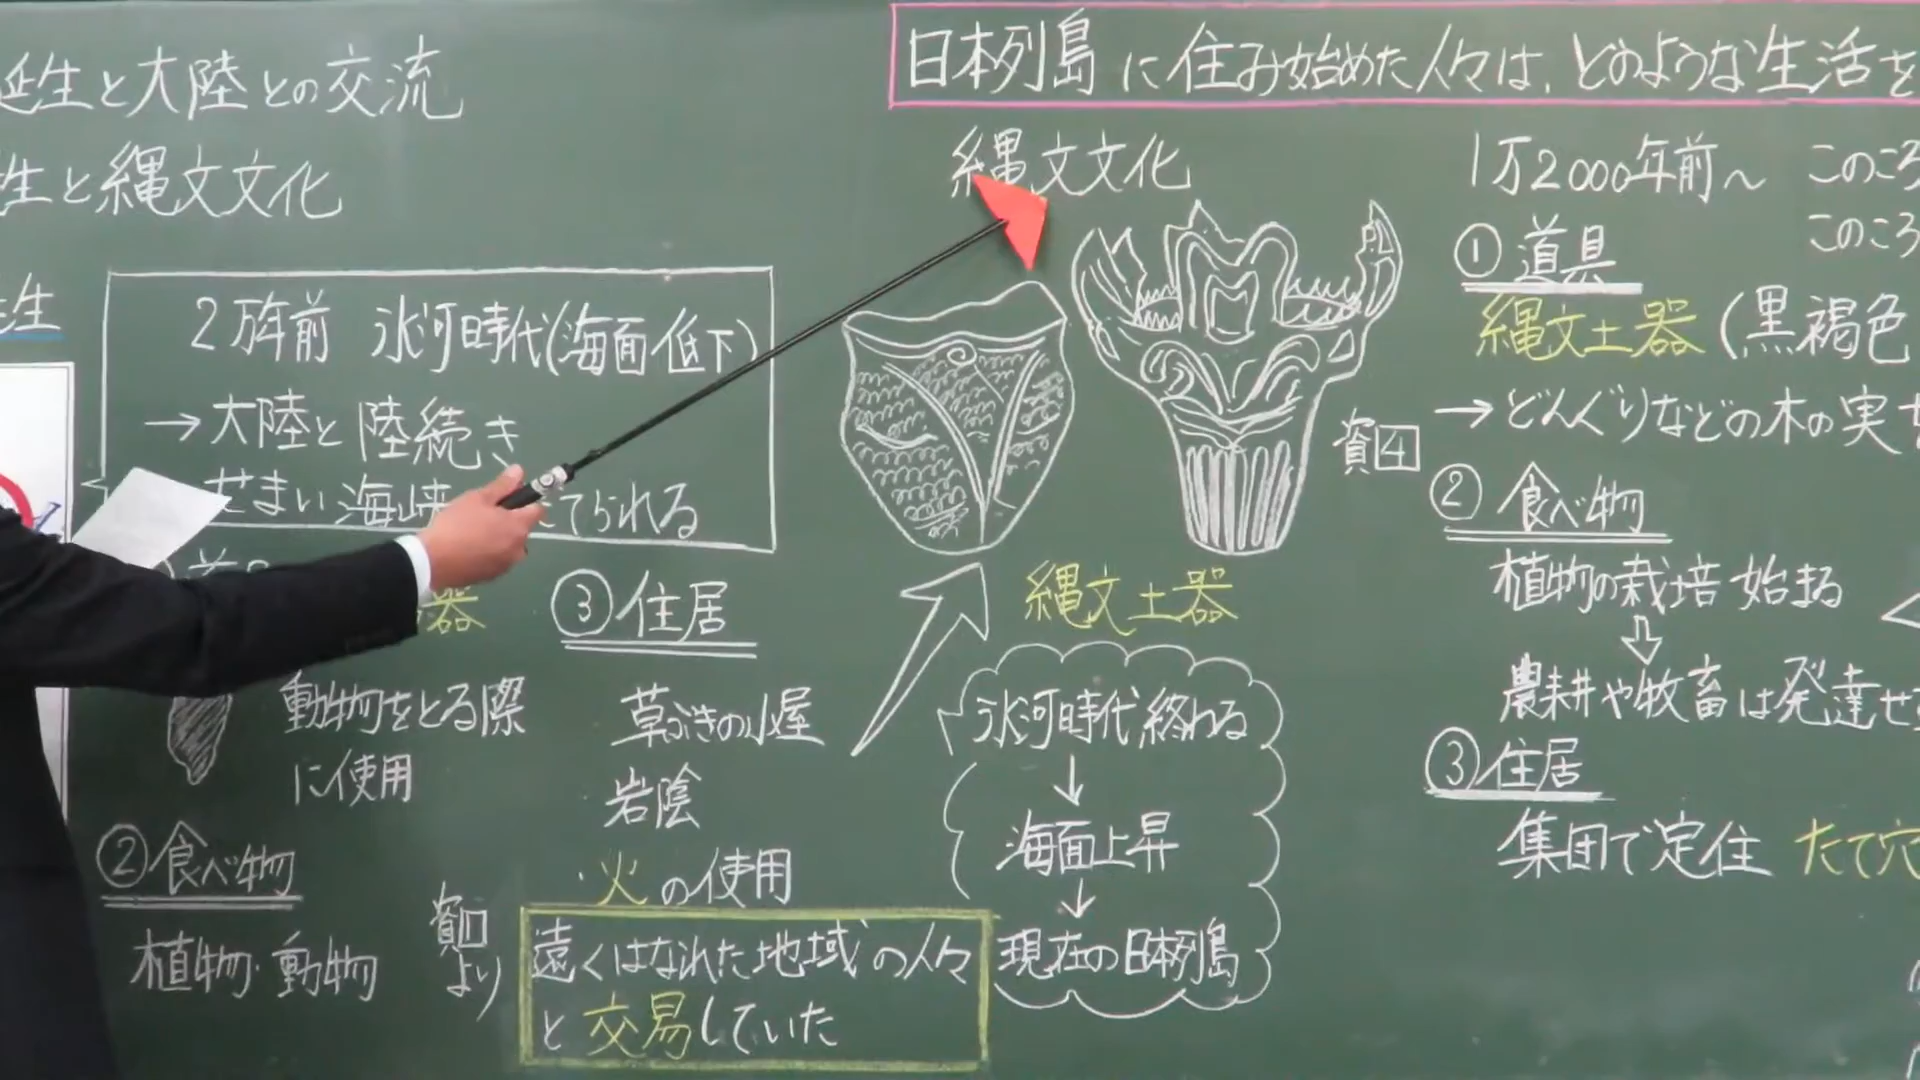 生と大陸との交流
生と縄文文化
生
2万年前 氷河時代(海面低下)
→大陸と陸続き
せまい海峡 てられる
器
動物をとる際
に使用
②食べ物
植物・動物
③住居
草ぶきの小屋
岩陰
・火の使用
資1
より
遠くはなれた地域の人々
と交易していた
日本列島に住み始めた人々は、どのような生活を
縄文文化
資4
縄文土器
氷河時代終わる
↓
海面上昇
↓
現在の日本列島
1万2000年前～
このころ
このころ
①道具
縄文土器(黒褐色
→どんぐりなどの木の実を
②食べ物
植物の栽培始まる
農耕や牧畜は発達せず
③住居
集団で定住 たて穴